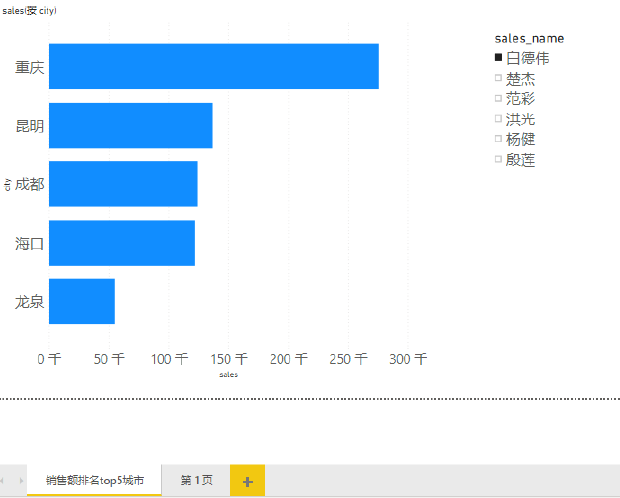 sales(按 city)
sales_name
白德伟
楚杰
范彩
洪光
杨健
殷莲
city
重庆
昆明
成都
海口
龙泉
0 千 50 千 100 千 150 千 200 千 250 千 300 千
sales
销售额排名top5城市 第 1 页 +